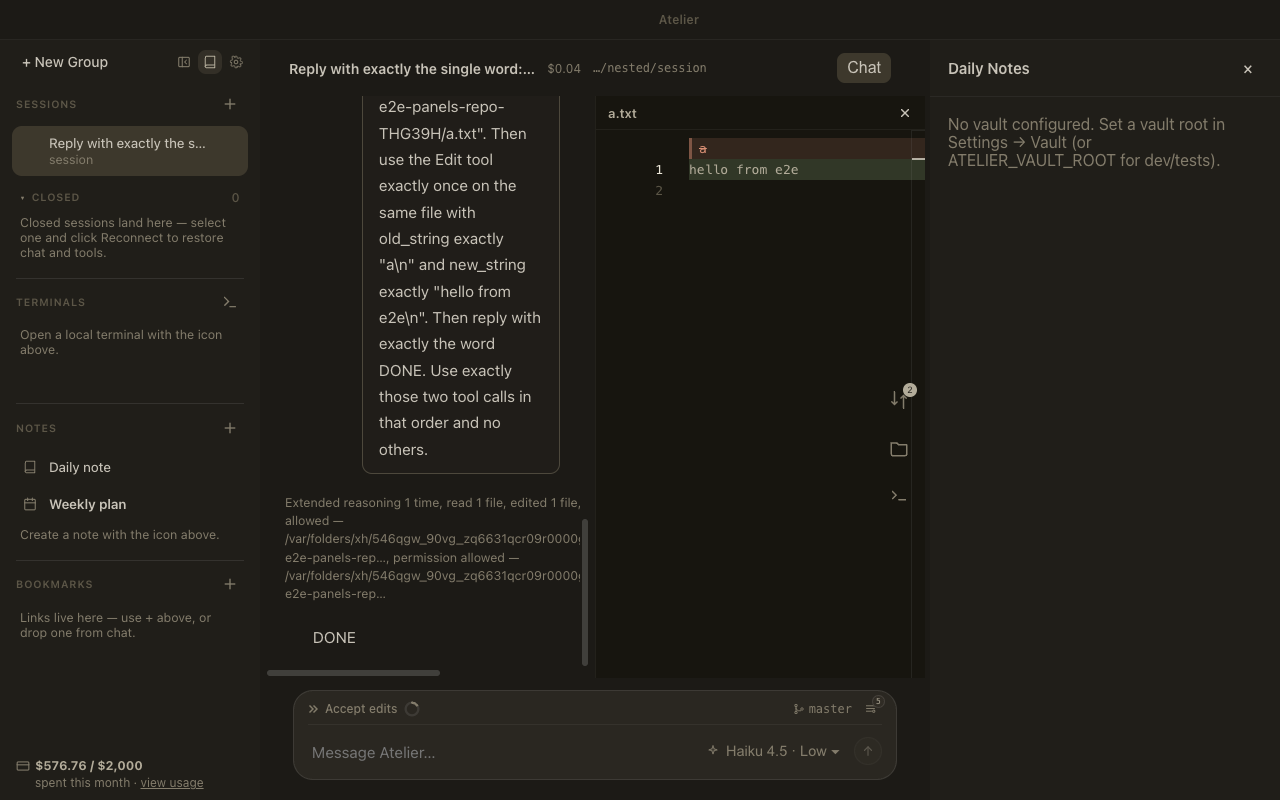 Atelier
+ New Group
SESSIONS
Reply with exactly the s...
session
CLOSED 0
Closed sessions land here — select
one and click Reconnect to restore
chat and tools.
TERMINALS
Open a local terminal with the icon
above.
NOTES
Daily note
Weekly plan
Create a note with the icon above.
BOOKMARKS
Links live here — use + above, or
drop one from chat.
$576.76 / $2,000
spent this month · view usage
Reply with exactly the single word:... $0.04 …/nested/session
Chat
e2e-panels-repo-
THG39H/a.txt". Then
use the Edit tool
exactly once on the
same file with
old_string exactly
"a\n" and new_string
exactly "hello from
e2e\n". Then reply with
exactly the word
DONE. Use exactly
those two tool calls in
that order and no
others.
Extended reasoning 1 time, read 1 file, edited 1 file,
allowed —
/var/folders/xh/546qgw_90vg_zq6631qcr09r0000
e2e-panels-rep…, permission allowed —
/var/folders/xh/546qgw_90vg_zq6631qcr09r0000
e2e-panels-rep…
DONE
a.txt
a
1 hello from e2e
2
2
Accept edits
master
5
Message Atelier...
Haiku 4.5 · Low
Daily Notes
No vault configured. Set a vault root in
Settings → Vault (or
ATELIER_VAULT_ROOT for dev/tests).